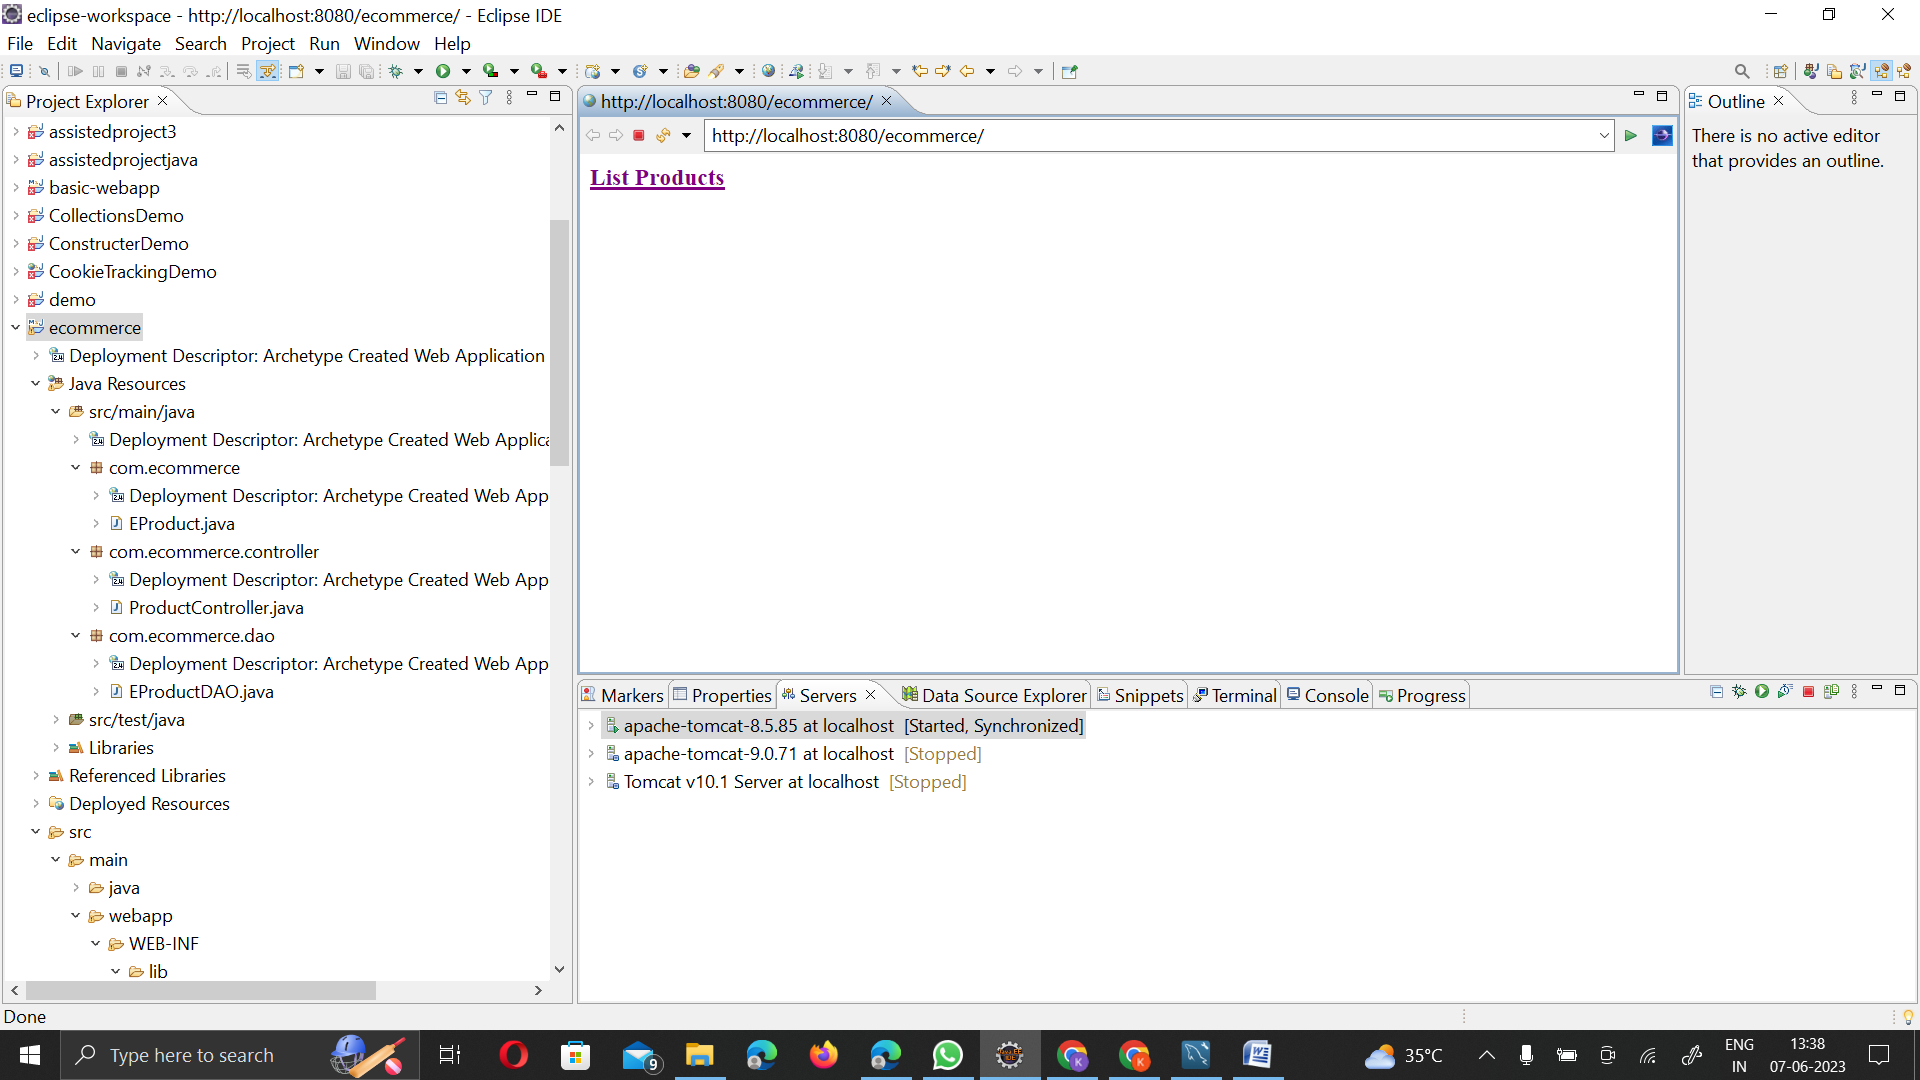 eclipse-workspace - http://localhost:8080/ecommerce/ - Eclipse IDE
File Edit Navigate Search Project Run Window Help
Project Explorer
assistedproject3
assistedprojectjava
basic-webapp
CollectionsDemo
ConstructerDemo
CookieTrackingDemo
demo
ecommerce
Deployment Descriptor: Archetype Created Web Application
Java Resources
src/main/java
Deployment Descriptor: Archetype Created Web Applica
com.ecommerce
Deployment Descriptor: Archetype Created Web App
EProduct.java
com.ecommerce.controller
Deployment Descriptor: Archetype Created Web App
ProductController.java
com.ecommerce.dao
Deployment Descriptor: Archetype Created Web App
EProductDAO.java
src/test/java
Libraries
Referenced Libraries
Deployed Resources
src
main
java
webapp
WEB-INF
lib
http://localhost:8080/ecommerce/
http://localhost:8080/ecommerce/
List Products
Outline
There is no active editor
that provides an outline.
Markers Properties Servers Data Source Explorer Snippets Terminal Console Progress
apache-tomcat-8.5.85 at localhost [Started, Synchronized]
apache-tomcat-9.0.71 at localhost [Stopped]
Tomcat v10.1 Server at localhost [Stopped]
Done
Type here to search
9
K
K
35°C
ENG
IN
13:38
07-06-2023